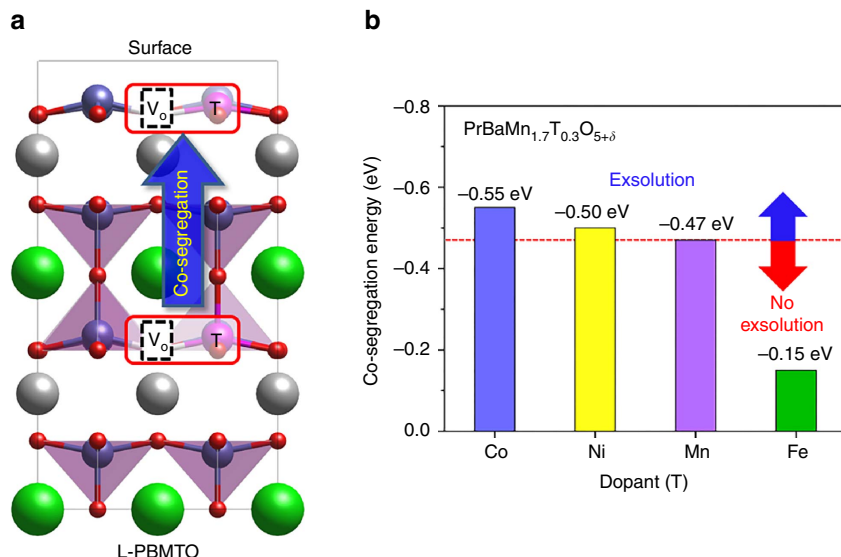 a
Surface
Vo
T
Co-segregation
Vo
T
L-PBMTO
b
PrBaMn1.7T0.3O5+δ
Co-segregation energy (eV)
−0.8
−0.6
−0.4
−0.2
0.0
−0.55 eV
−0.50 eV
−0.47 eV
−0.15 eV
Exsolution
No
exsolution
Co
Ni
Mn
Fe
Dopant (T)